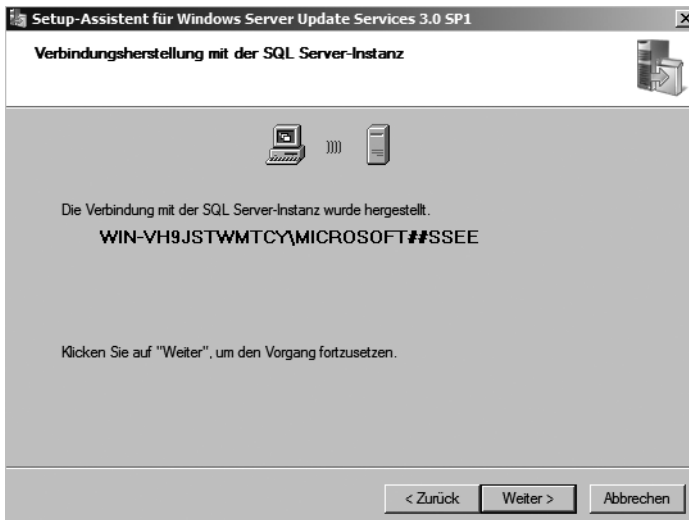 Setup-Assistent für Windows Server Update Services 3.0 SP1
Verbindungsherstellung mit der SQL Server-Instanz
Die Verbindung mit der SQL Server-Instanz wurde hergestellt.
WIN-VH9JSTWMTCY\MICROSOFT##SSEE
Klicken Sie auf "Weiter", um den Vorgang fortzusetzen.
< Zurück Weiter > Abbrechen